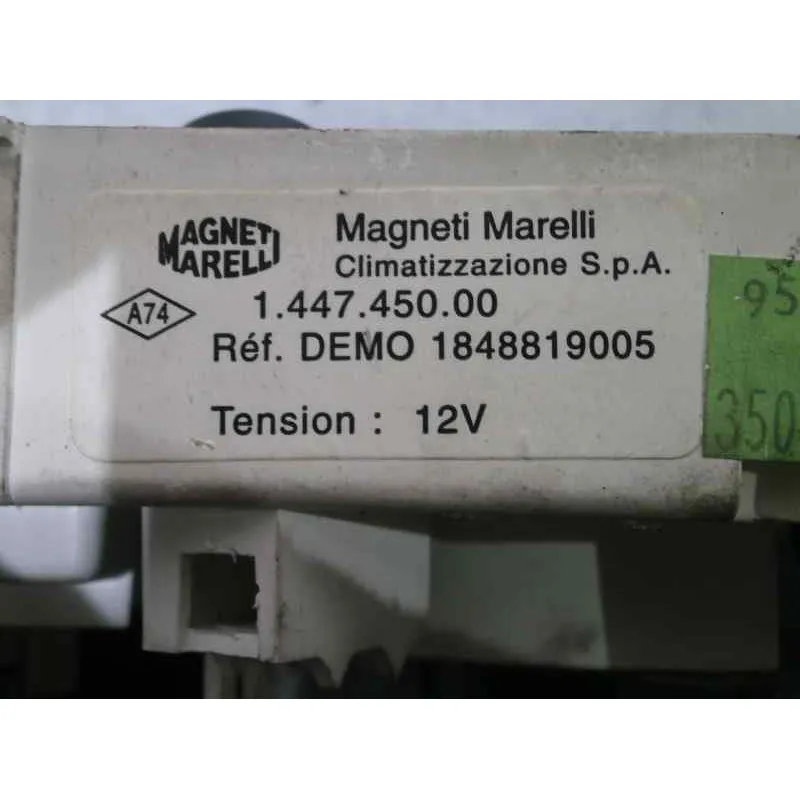 MAGNETI
MARELLI
Magneti Marelli
Climatizzazione S.p.A.
A74
1.447.450.00
Réf. DEMO 1848819005
Tension : 12V
95
350